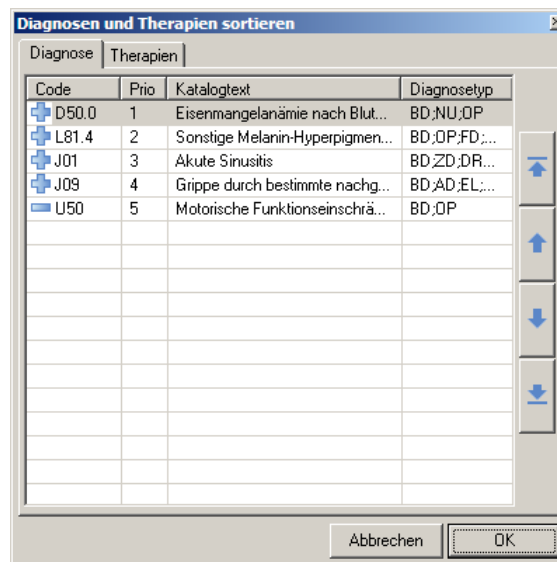 Diagnosen und Therapien sortieren
Diagnose Therapien
Code Prio Katalogtext Diagnosetyp
D50.0 1 Eisenmangelanämie nach Blut... BD;NU;OP
L81.4 2 Sonstige Melanin-Hyperpigmen... BD;OP;FD;...
J01 3 Akute Sinusitis BD;ZD;DR...
J09 4 Grippe durch bestimmte nachg... BD;AD;EL;...
U50 5 Motorische Funktionseinschrä... BD;OP
Abbrechen OK